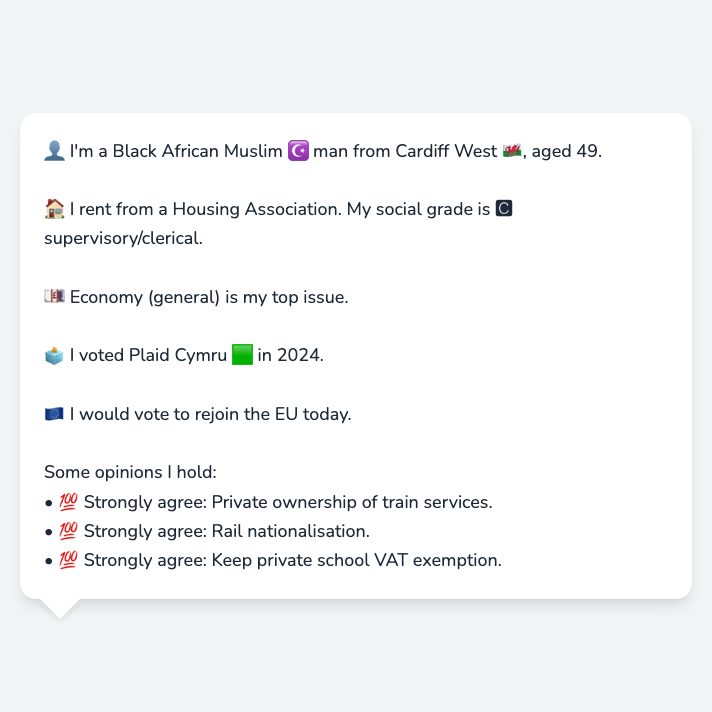 👤 I'm a Black African Muslim ☪️ man from Cardiff West 🏴󠁧󠁢󠁷󠁬󠁳󠁿, aged 49.
🏠 I rent from a Housing Association. My social grade is 🅲
supervisory/clerical.
💷 Economy (general) is my top issue.
🗳️ I voted Plaid Cymru 🟩 in 2024.
🇪🇺 I would vote to rejoin the EU today.
Some opinions I hold:
• 💯 Strongly agree: Private ownership of train services.
• 💯 Strongly agree: Rail nationalisation.
• 💯 Strongly agree: Keep private school VAT exemption.